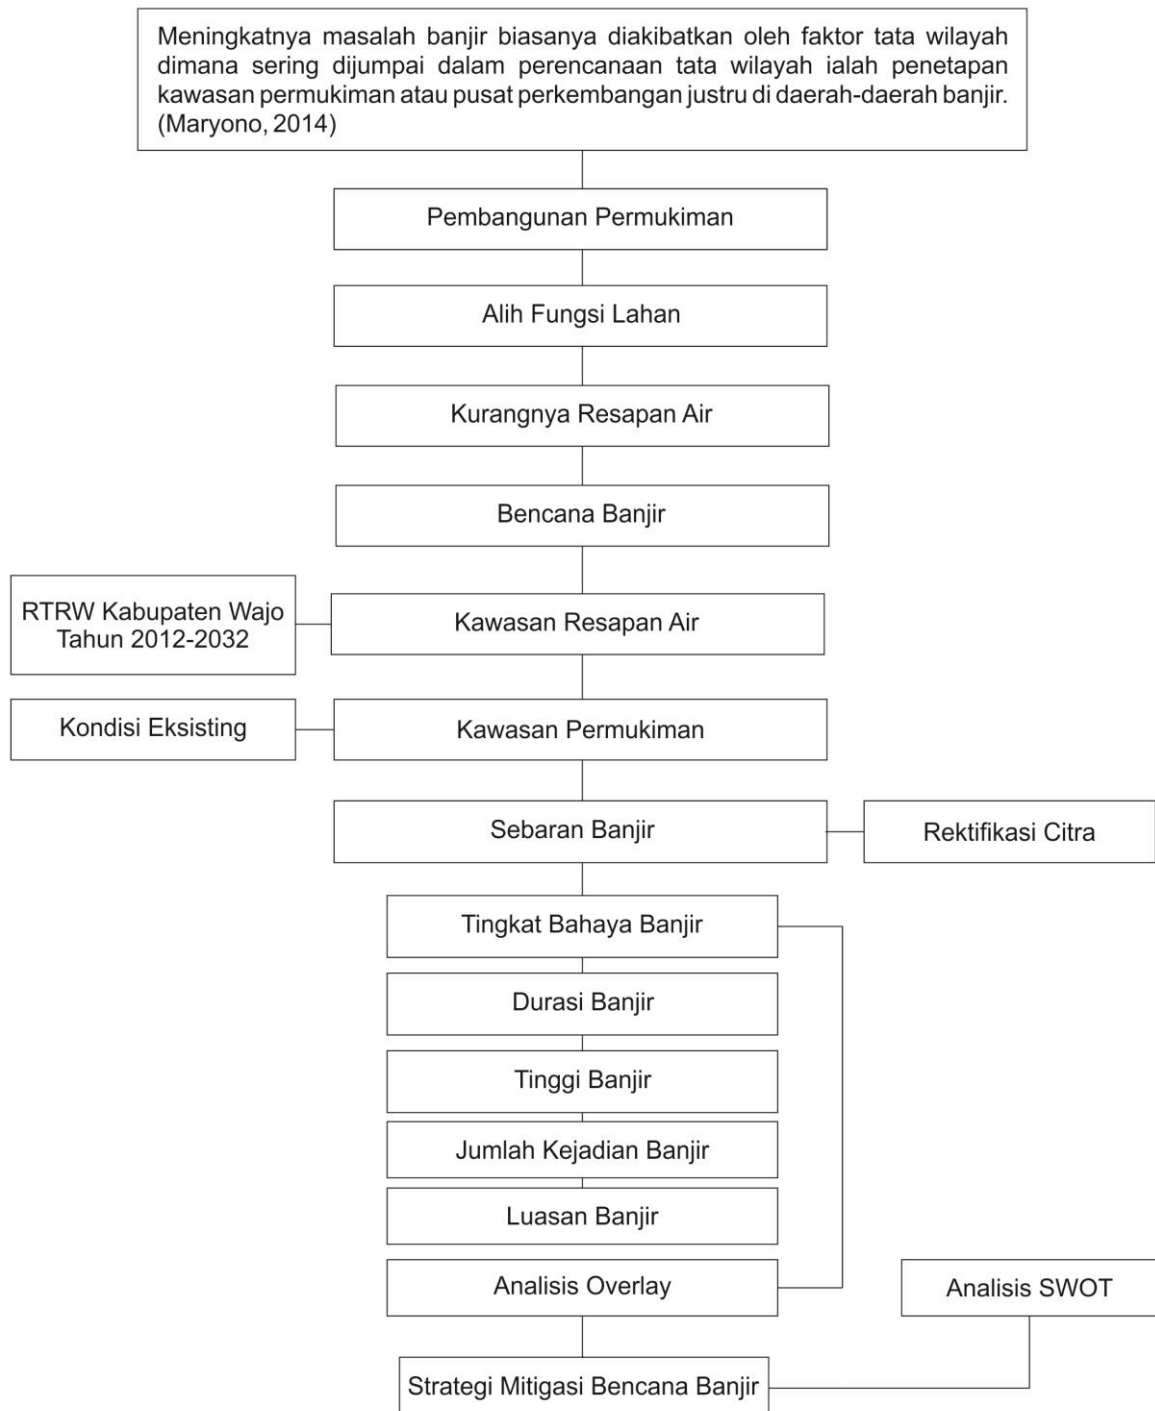 Meningkatnya masalah banjir biasanya diakibatkan oleh faktor tata wilayah
dimana sering dijumpai dalam perencanaan tata wilayah ialah penetapan
kawasan permukiman atau pusat perkembangan justru di daerah-daerah banjir.
(Maryono, 2014)
Pembangunan Permukiman
Alih Fungsi Lahan
Kurangnya Resapan Air
Bencana Banjir
RTRW Kabupaten Wajo
Tahun 2012-2032
Kawasan Resapan Air
Kondisi Eksisting
Kawasan Permukiman
Sebaran Banjir
Rektifikasi Citra
Tingkat Bahaya Banjir
Durasi Banjir
Tinggi Banjir
Jumlah Kejadian Banjir
Luasan Banjir
Analisis Overlay
Analisis SWOT
Strategi Mitigasi Bencana Banjir